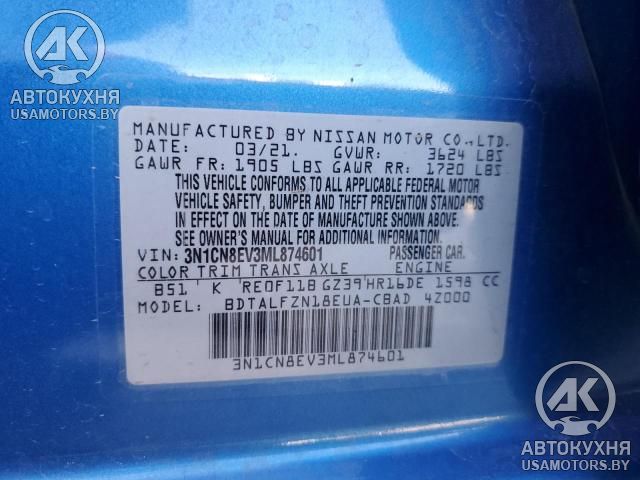 AK
АВТОКУХНЯ
USAMOTORS.BY
MANUFACTURED BY NISSAN MOTOR CO.,LTD.
DATE: 03/21. GVWR: 3624 LBS
GAWR FR: 1905 LBS GAWR RR: 1720 LBS
THIS VEHICLE CONFORMS TO ALL APPLICABLE FEDERAL MOTOR
VEHICLE SAFETY, BUMPER AND THEFT PREVENTION STANDARDS
IN EFFECT ON THE DATE OF MANUFACTURE SHOWN ABOVE.
SEE OWNER'S MANUAL FOR ADDITIONAL INFORMATION.
VIN: 3N1CN8EV3ML874601 PASSENGER CAR.
COLOR TRIM TRANS AXLE ENGINE
B51 K RE0F11B GZ39 HR16DE 1598 CC
MODEL: BDTALFZN18EUA-CBAD 4Z000
3N1CN8EV3ML874601
AK
АВТОКУХНЯ
USAMOTORS.BY